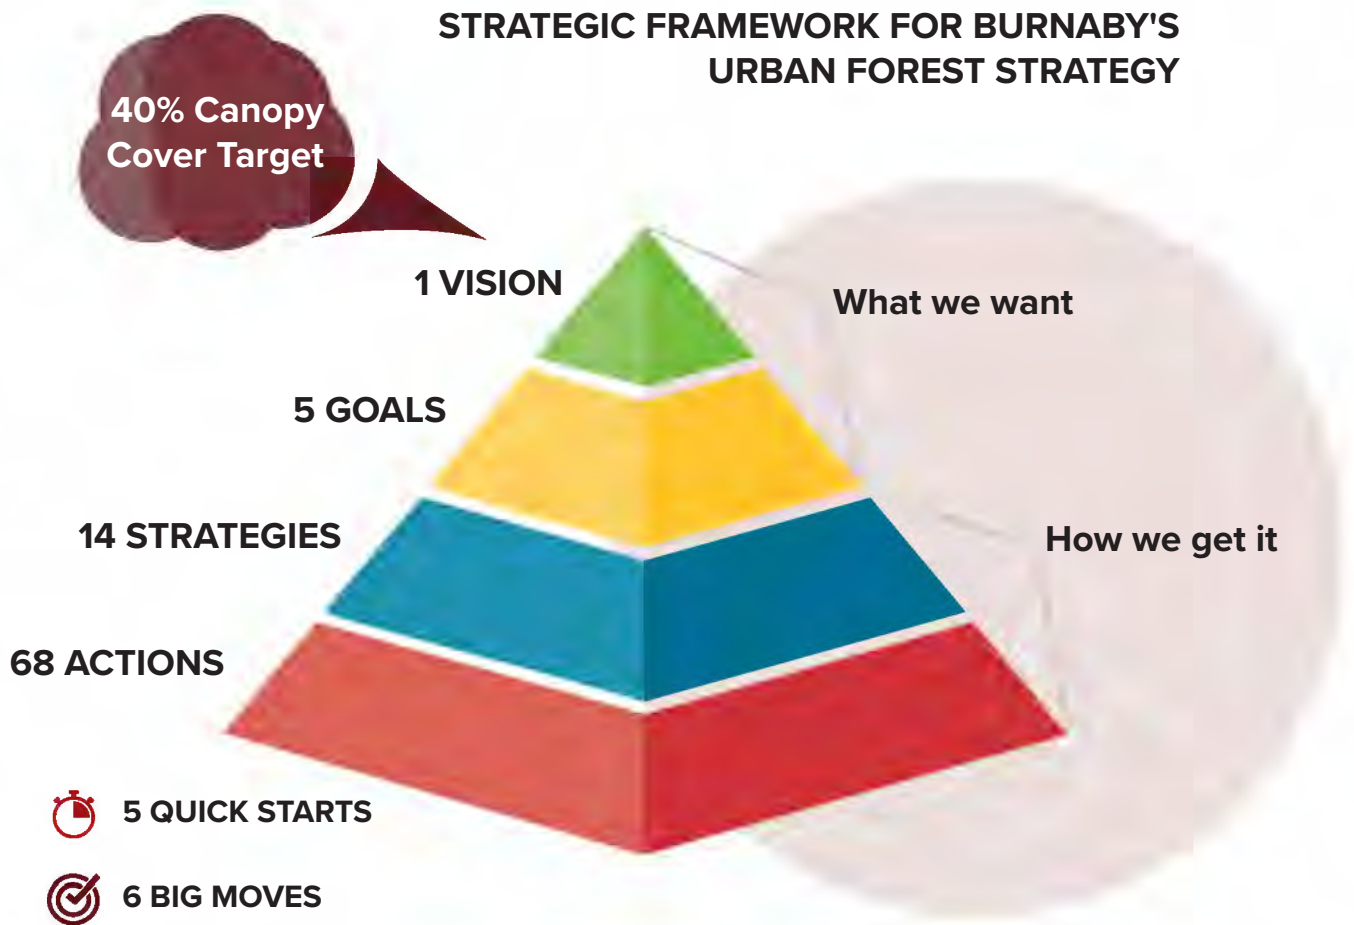 STRATEGIC FRAMEWORK FOR BURNABY'S
URBAN FOREST STRATEGY
40% Canopy
Cover Target
1 VISION
What we want
5 GOALS
14 STRATEGIES
How we get it
68 ACTIONS
5 QUICK STARTS
6 BIG MOVES